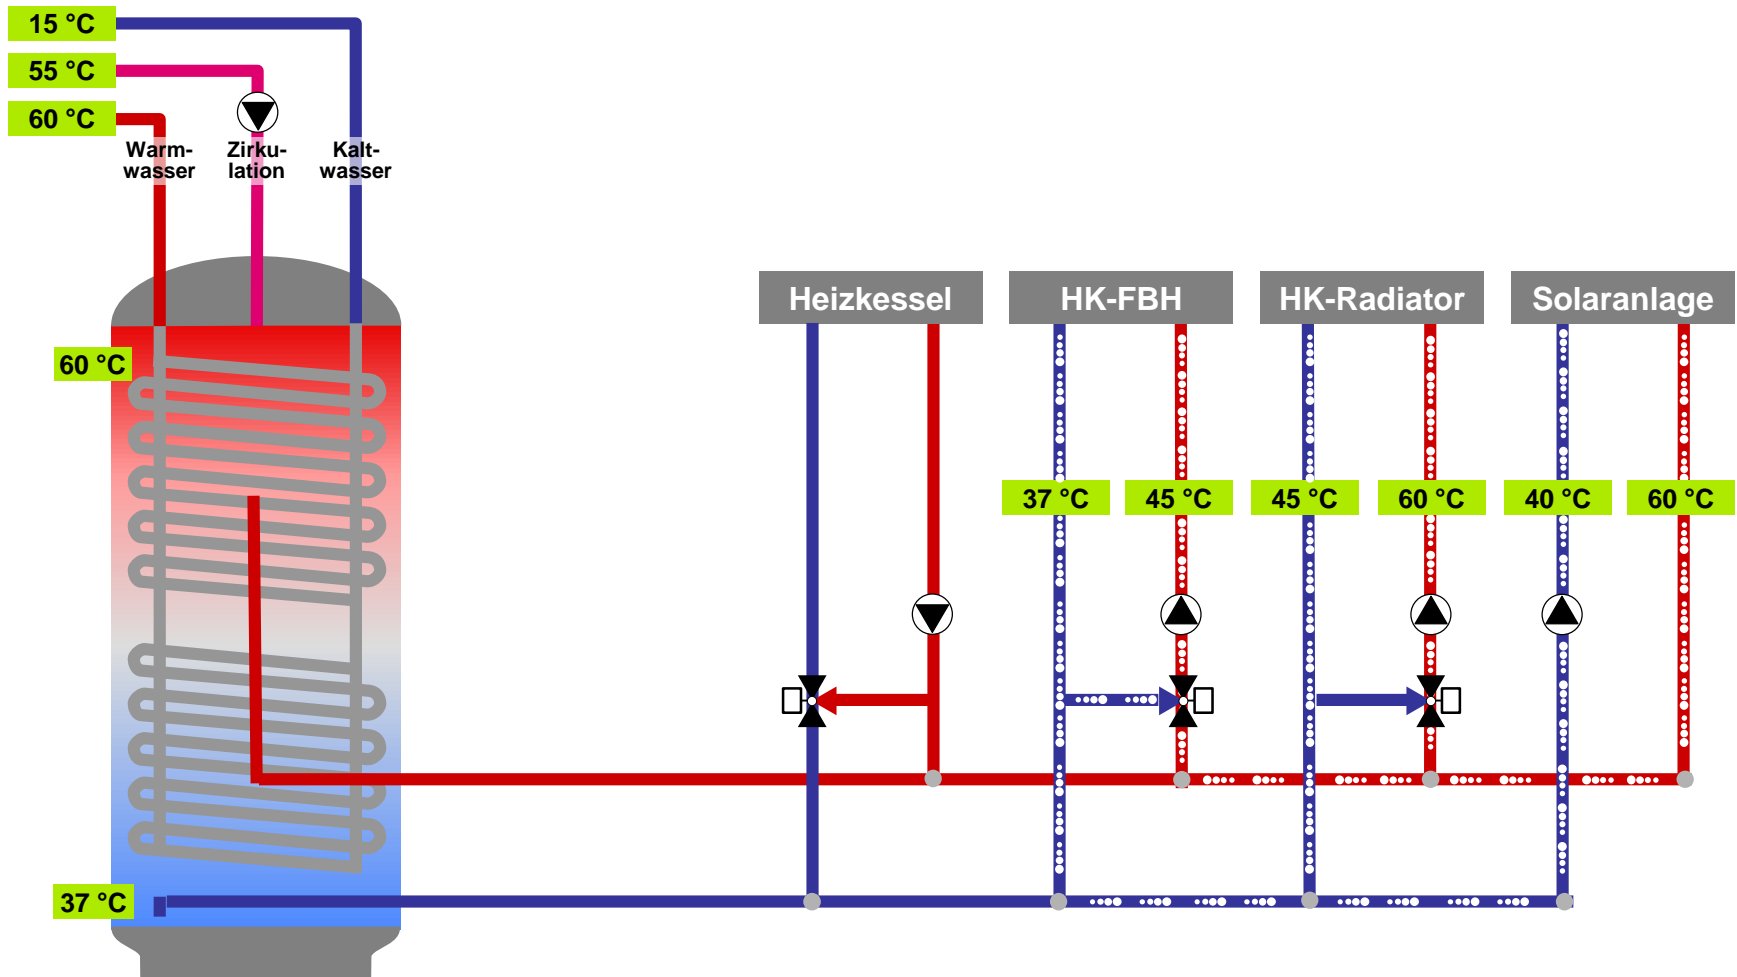 15 °C
55 °C
60 °C
Warm-
wasser
Zirku-
lation
Kalt-
wasser
Heizkessel
HK-FBH
HK-Radiator
Solaranlage
60 °C
37 °C
45 °C
45 °C
60 °C
40 °C
60 °C
37 °C